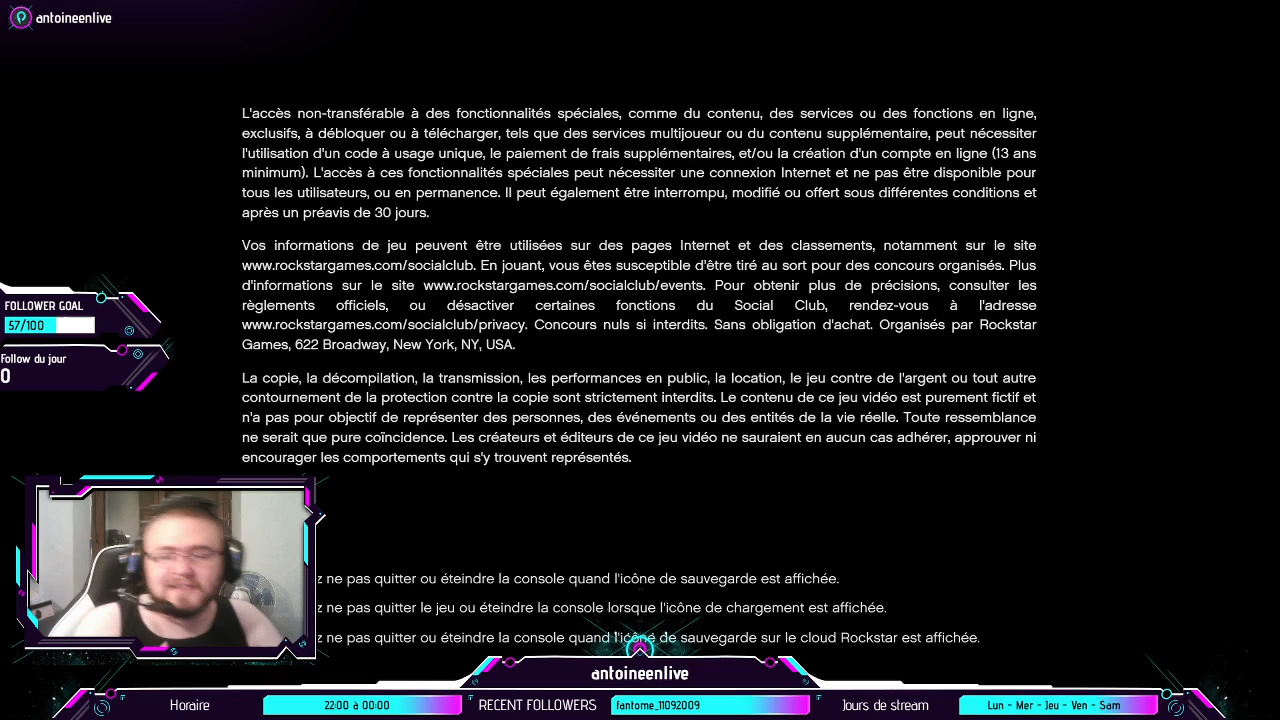 antoineenlive
L'accès non-transférable à des fonctionnalités spéciales, comme du contenu, des services ou des fonctions en ligne,
exclusifs, à débloquer ou à télécharger, tels que des services multijoueur ou du contenu supplémentaire, peut nécessiter
l'utilisation d'un code à usage unique, le paiement de frais supplémentaires, et/ou la création d'un compte en ligne (13 ans
minimum). L'accès à ces fonctionnalités spéciales peut nécessiter une connexion Internet et ne pas être disponible pour
tous les utilisateurs, ou en permanence. Il peut également être interrompu, modifié ou offert sous différentes conditions et
après un préavis de 30 jours.
Vos informations de jeu peuvent être utilisées sur des pages Internet et des classements, notamment sur le site
www.rockstargames.com/socialclub. En jouant, vous êtes susceptible d'être tiré au sort pour des concours organisés. Plus
d'informations sur le site www.rockstargames.com/socialclub/events. Pour obtenir plus de précisions, consulter les
règlements officiels, ou désactiver certaines fonctions du Social Club, rendez-vous à l'adresse
www.rockstargames.com/socialclub/privacy. Concours nuls si interdits. Sans obligation d'achat. Organisés par Rockstar
Games, 622 Broadway, New York, NY, USA.
La copie, la décompilation, la transmission, les performances en public, la location, le jeu contre de l'argent ou tout autre
contournement de la protection contre la copie sont strictement interdits. Le contenu de ce jeu vidéo est purement fictif et
n'a pas pour objectif de représenter des personnes, des événements ou des entités de la vie réelle. Toute ressemblance
ne serait que pure coïncidence. Les créateurs et éditeurs de ce jeu vidéo ne sauraient en aucun cas adhérer, approuver ni
encourager les comportements qui s'y trouvent représentés.
FOLLOWER GOAL
57/100
Follow du jour
0
z ne pas quitter ou éteindre la console quand l'icône de sauvegarde est affichée.
z ne pas quitter le jeu ou éteindre la console lorsque l'icône de chargement est affichée.
z ne pas quitter ou éteindre la console quand l'icône de sauvegarde sur le cloud Rockstar est affichée.
antoineenlive
Horaire
22:00 à 00:00
RECENT FOLLOWERS
fantome_11092009
Jours de stream
Lun - Mer - Jeu - Ven - Sam